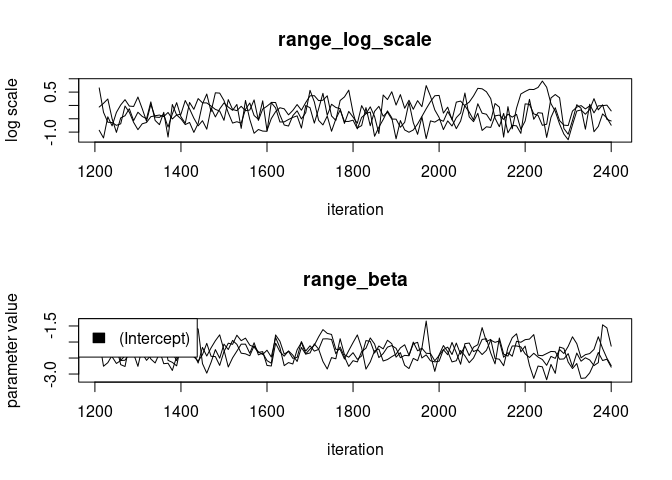 range_log_scale
log scale
0.5
-1.0
1200 1400 1600 1800 2000 2200 2400
iteration
range_beta
parameter value
-1.5
-3.0
(Intercept)
1200 1400 1600 1800 2000 2200 2400
iteration